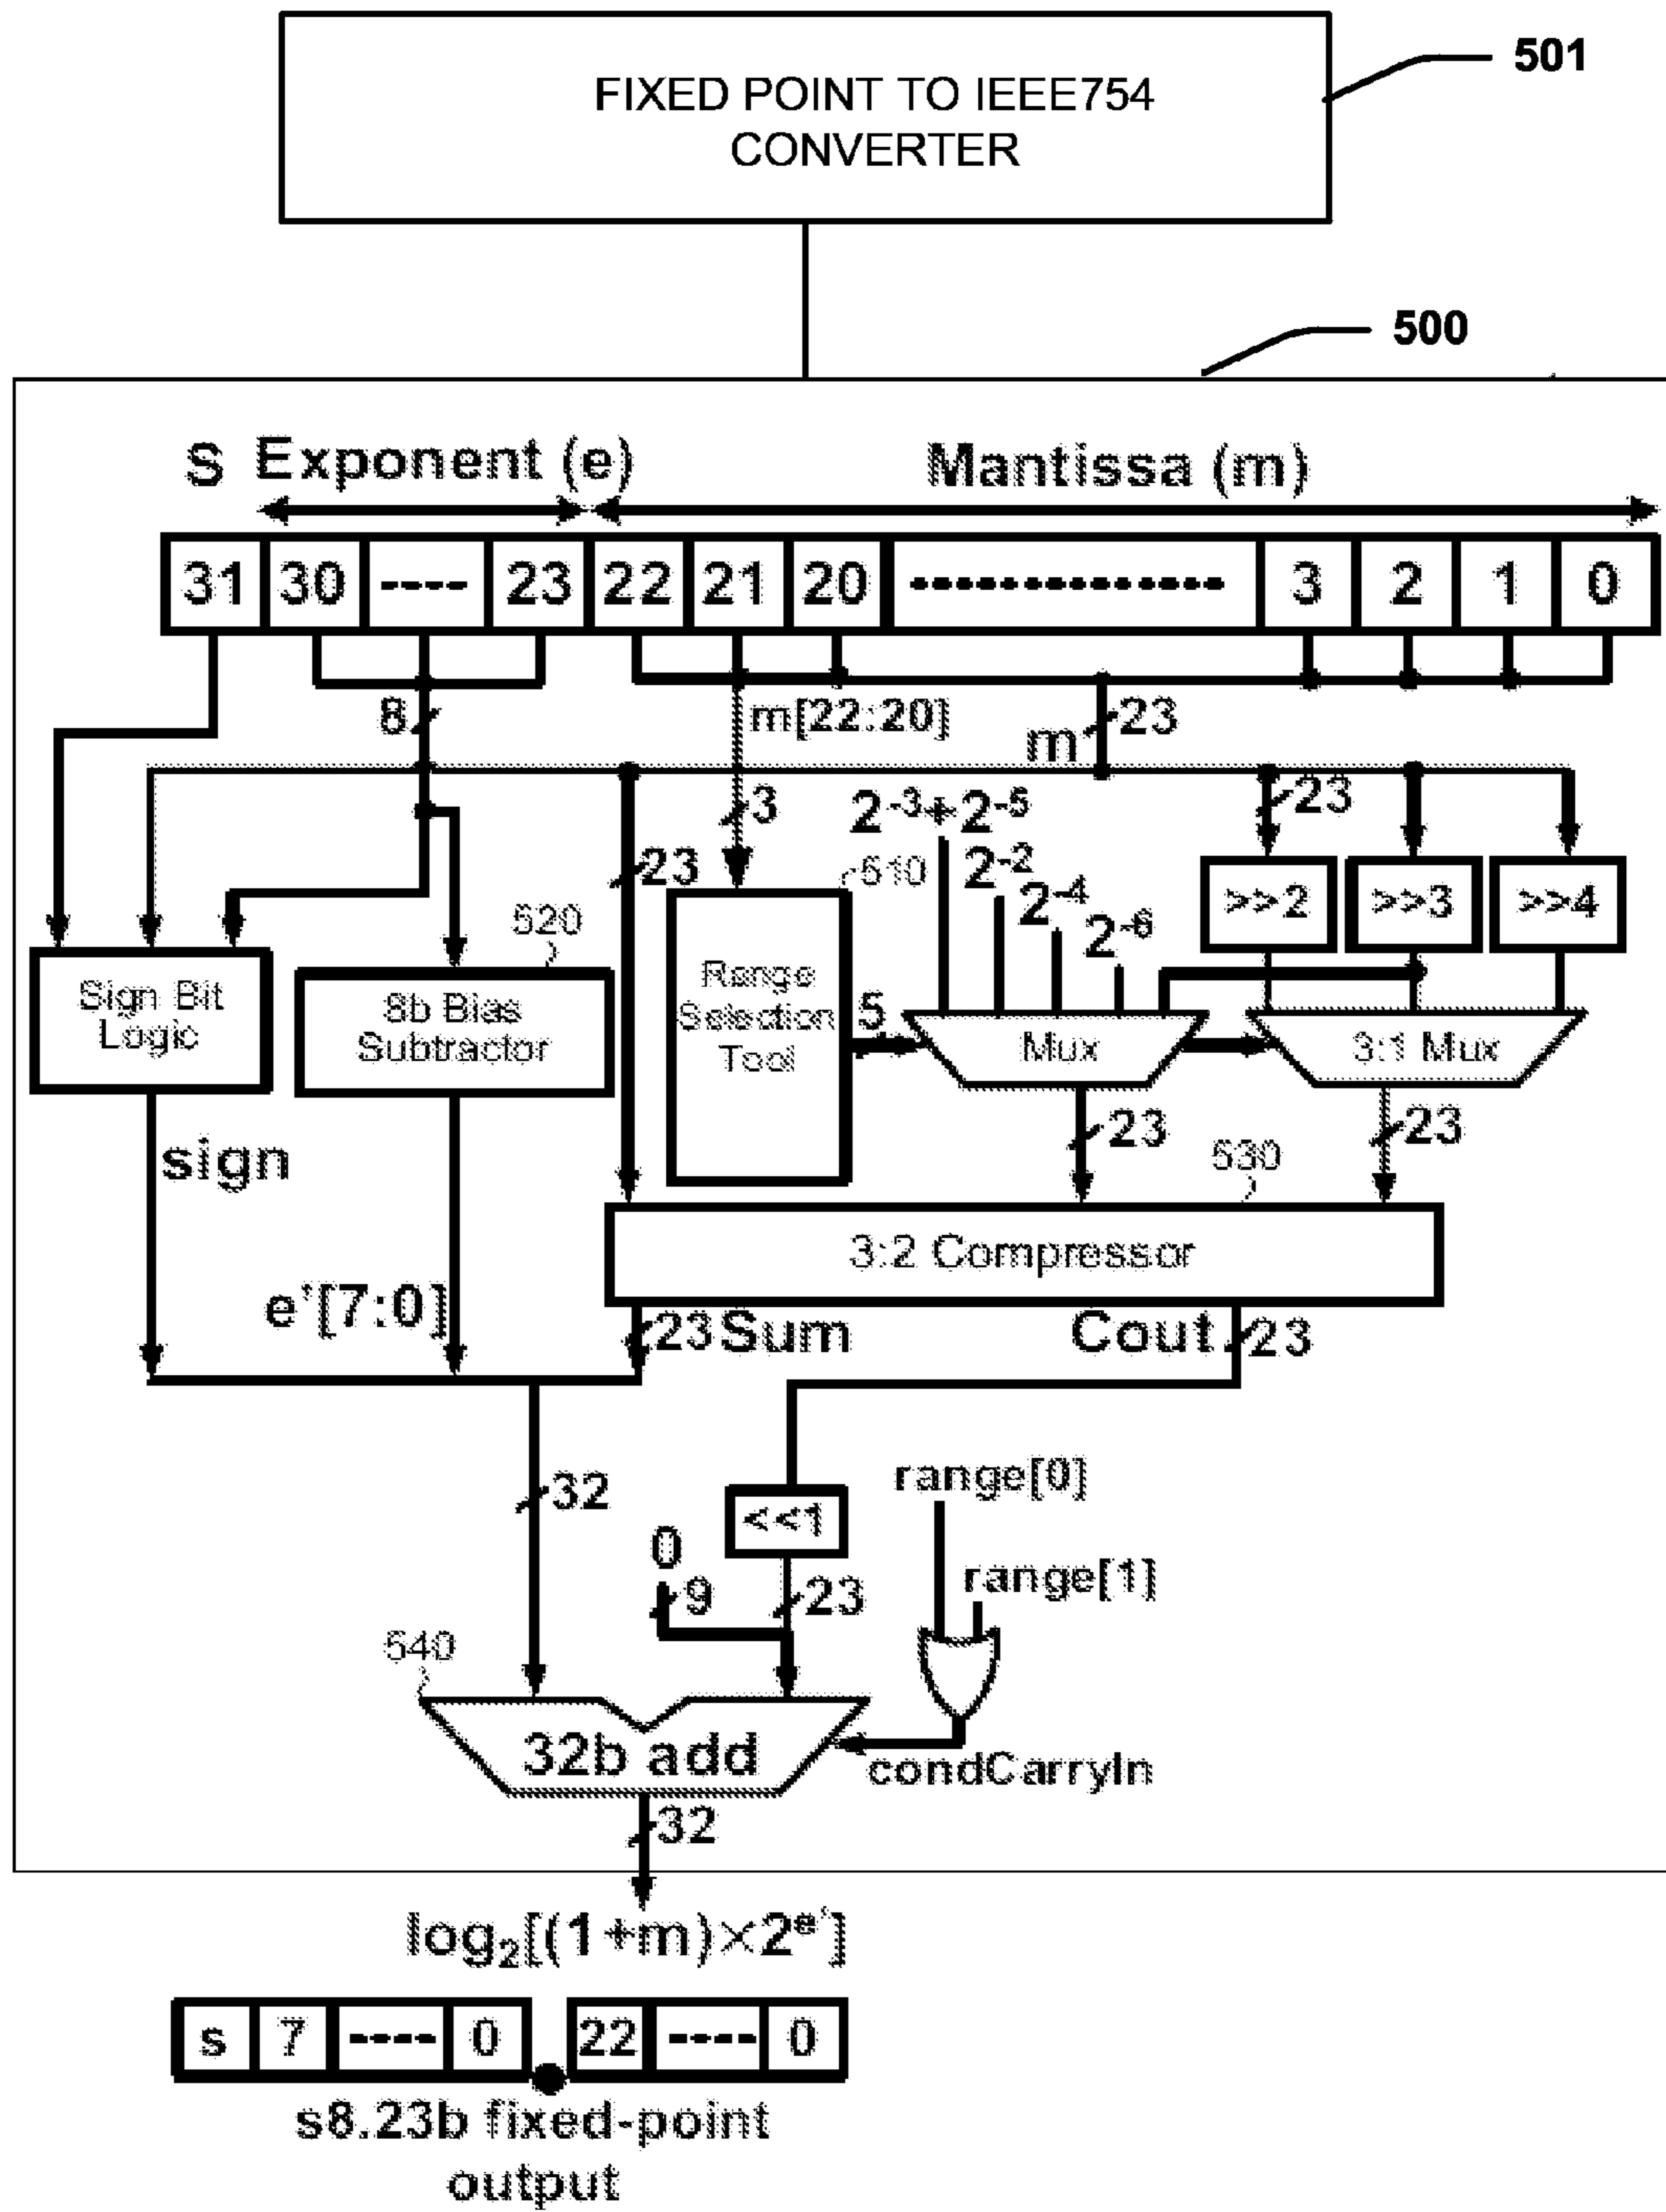 FIXED POINT TO IEEE754
CONVERTER
501
500
S Exponent (e) Mantissa (m)
31 30 ---- 23 22 21 20 -------------- 3 2 1 0
8 m[22:20] m 23
3 2⁻³+2⁻⁵ 23
23 510 2⁻² 2⁻⁴ 2⁻⁶ >>2 >>3 >>4
520
Sign Bit
Logic
8b Bias
Subtractor
Range
Selection
Tool
5 Mux 3:1 Mux
sign 23 530 23
3:2 Compressor
e'[7:0] 23 Sum Cout 23
32 <<1 range[0]
0 9 23 range[1]
540
32b add condCarryIn
32
log₂[(1+m)×2ᵉ']
s 7 ---- 0 22 ---- 0
s8.23b fixed-point
output